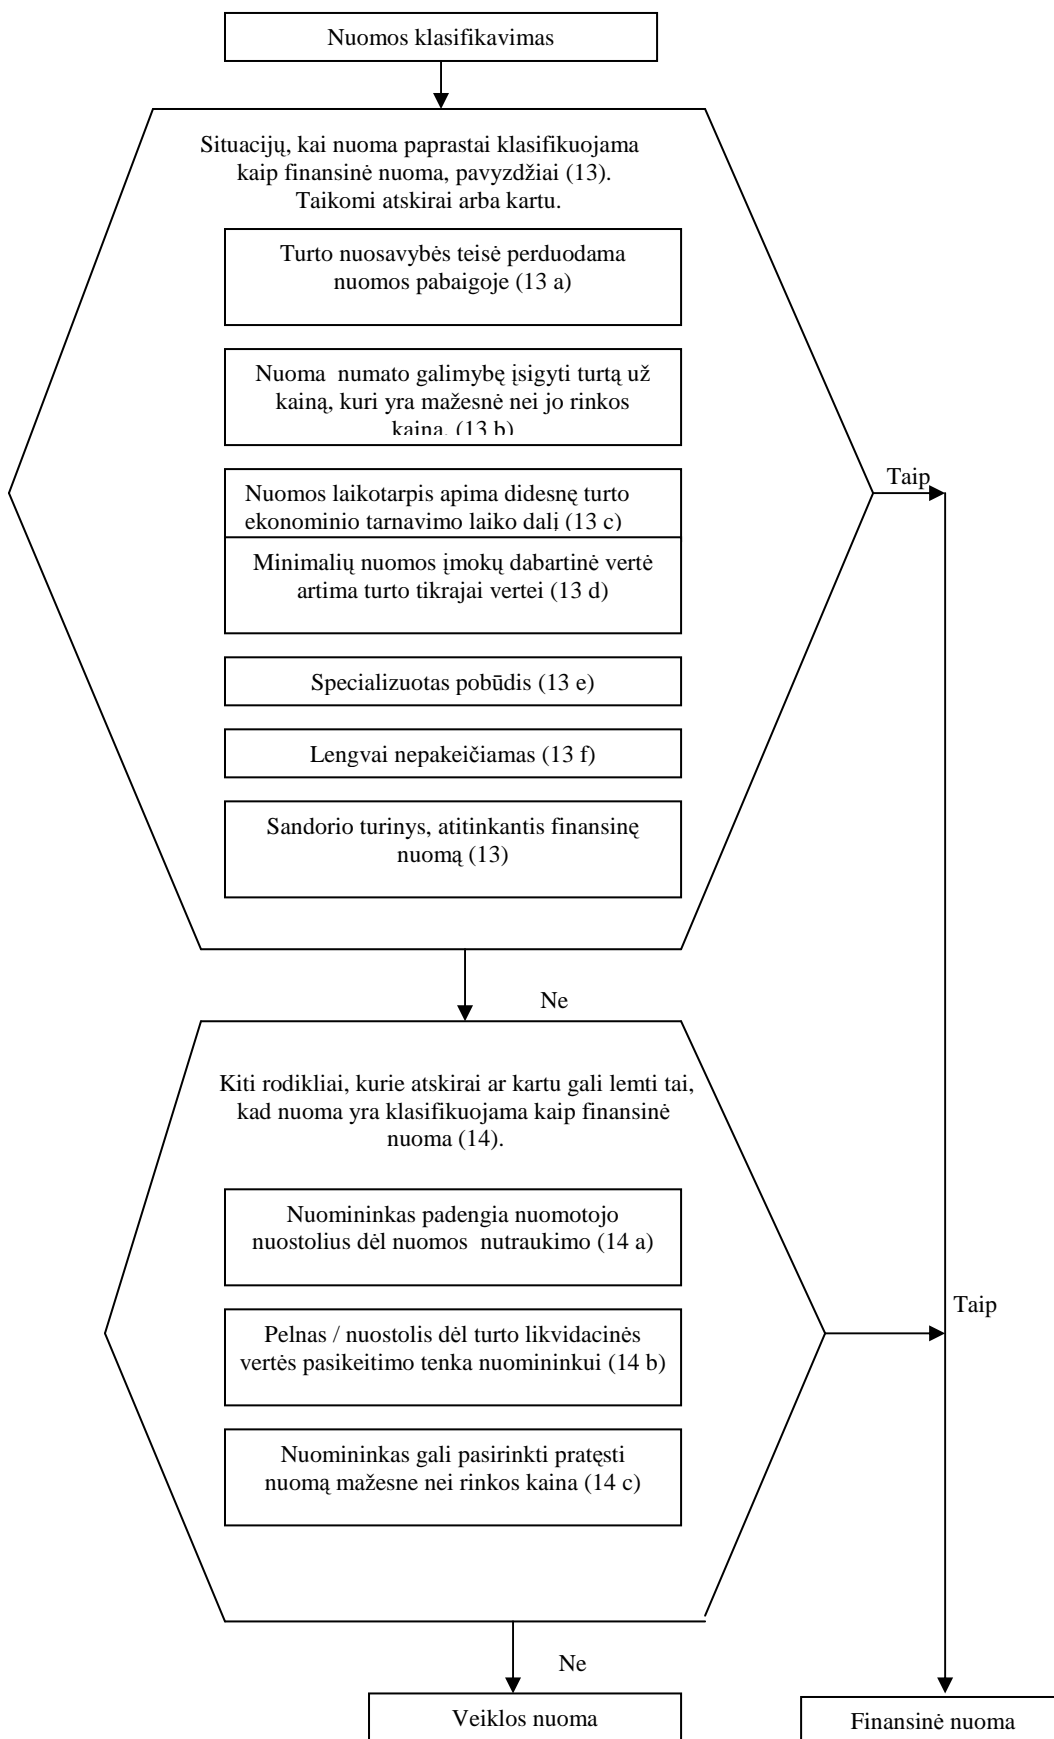 Nuomos klasifikavimas
Situacijų, kai nuoma paprastai klasifikuojama
kaip finansinė nuoma, pavyzdžiai (13).
Taikomi atskirai arba kartu.
Turto nuosavybės teisė perduodama
nuomos pabaigoje (13 a)
Nuoma numato galimybę įsigyti turtą už
kainą, kuri yra mažesnė nei jo rinkos
kaina. (13 b)
Taip
Nuomos laikotarpis apima didesnę turto
ekonominio tarnavimo laiko dalį (13 c)
Minimalių nuomos įmokų dabartinė vertė
artima turto tikrajai vertei (13 d)
Specializuotas pobūdis (13 e)
Lengvai nepakeičiamas (13 f)
Sandorio turinys, atitinkantis finansinę
nuomą (13)
Ne
Kiti rodikliai, kurie atskirai ar kartu gali lemti tai,
kad nuoma yra klasifikuojama kaip finansinė
nuoma (14).
Nuomininkas padengia nuomotojo
nuostolius dėl nuomos nutraukimo (14 a)
Taip
Pelnas / nuostolis dėl turto likvidacinės
vertės pasikeitimo tenka nuomininkui (14 b)
Nuomininkas gali pasirinkti pratęsti
nuomą mažesne nei rinkos kaina (14 c)
Ne
Veiklos nuoma
Finansinė nuoma